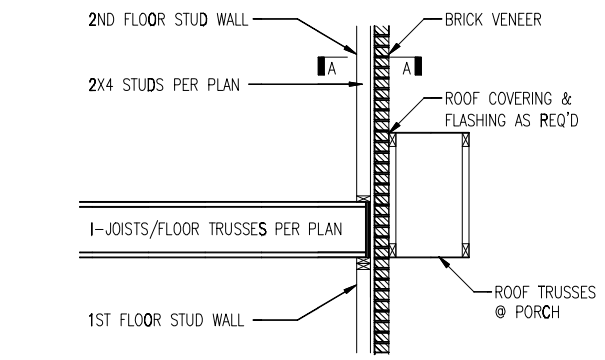 2ND FLOOR STUD WALL
BRICK VENEER
A
A
2X4 STUDS PER PLAN
ROOF COVERING &
FLASHING AS REQ'D
I-JOISTS/FLOOR TRUSSES PER PLAN
ROOF TRUSSES
@ PORCH
1ST FLOOR STUD WALL